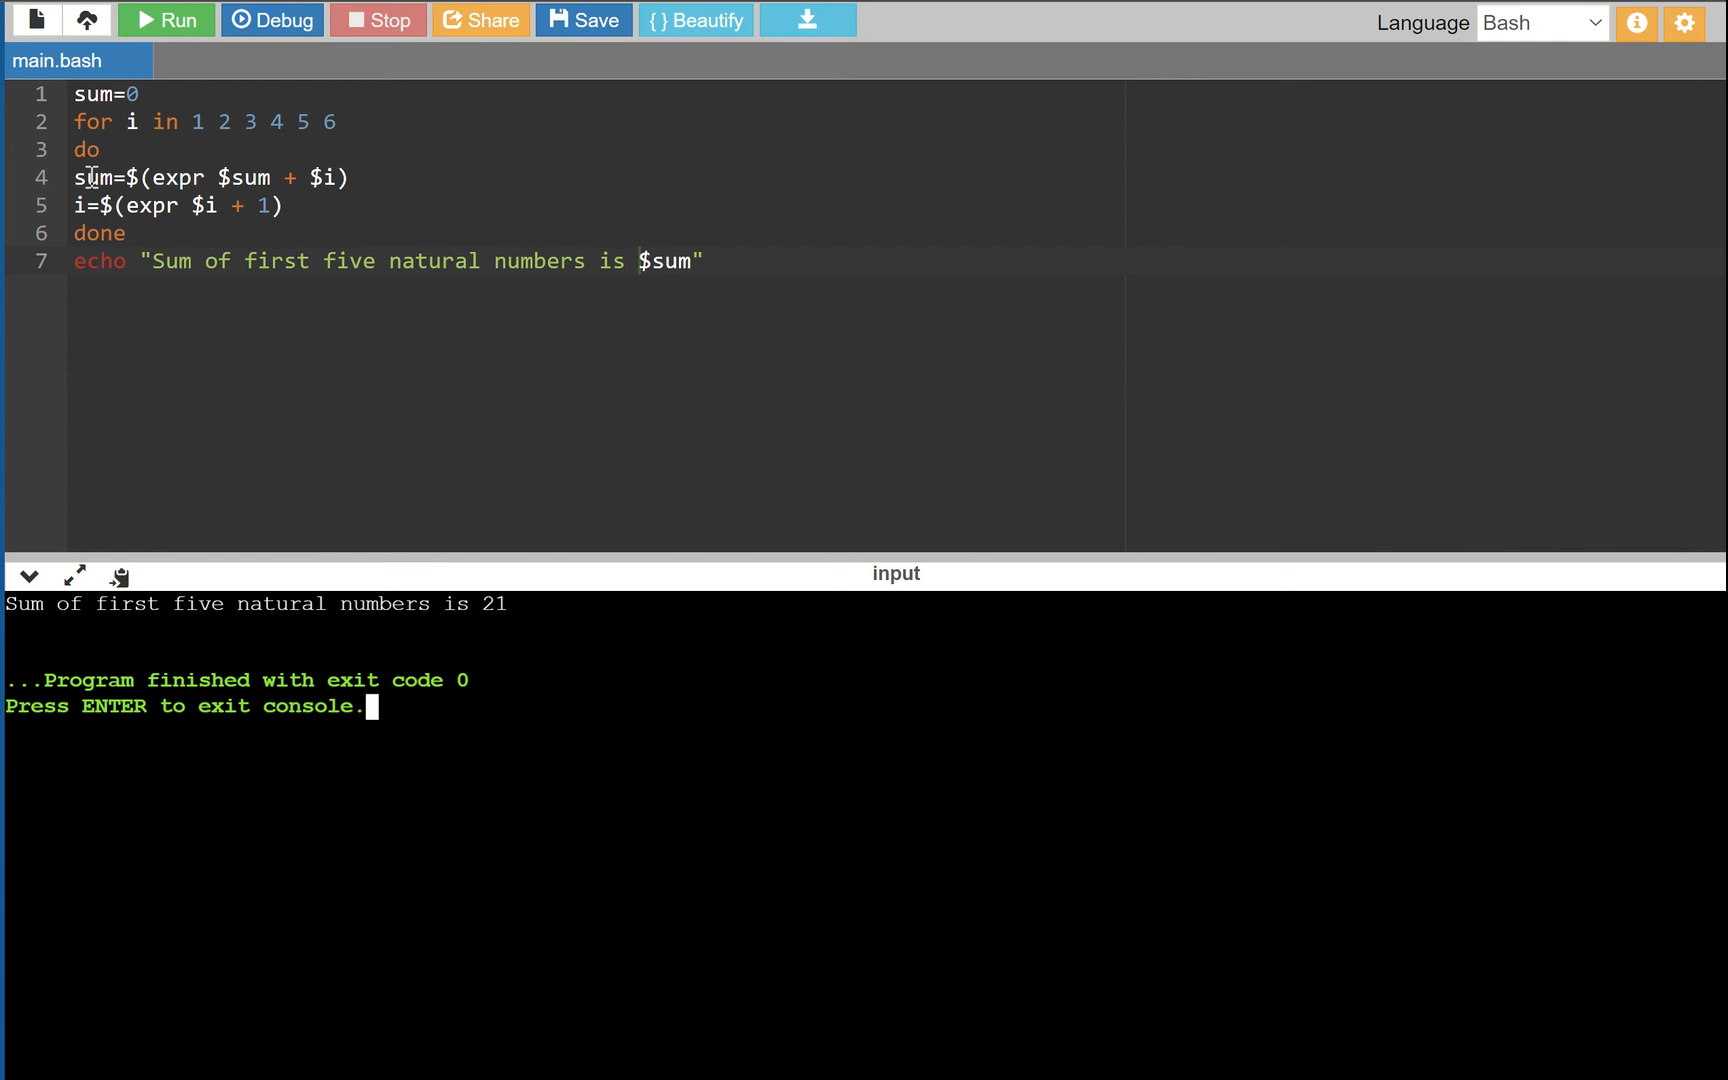 Run Debug Stop Share Save { } Beautify Language Bash
main.bash
1 sum=0
2 for i in 1 2 3 4 5 6
3 do
4 sum=$(expr $sum + $i)
5 i=$(expr $i + 1)
6 done
7 echo "Sum of first five natural numbers is $sum"
input
Sum of first five natural numbers is 21
...Program finished with exit code 0
Press ENTER to exit console.